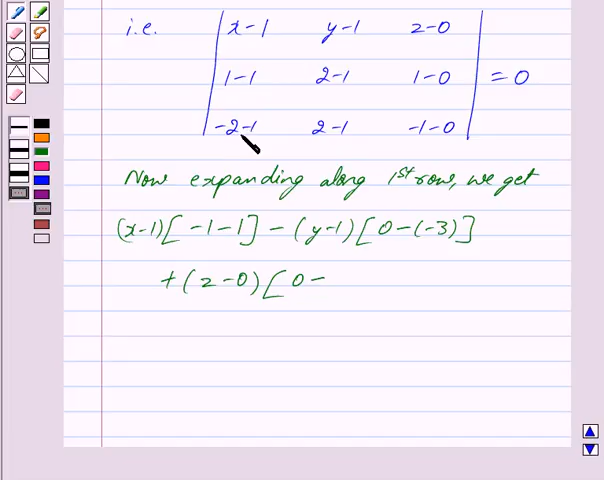 i.e. | x-1 y-1 z-0 |
| 1-1 2-1 1-0 | = 0
| -2-1 2-1 -1-0 |
Now expanding along 1st row, we get
(x-1)[-1-1] - (y-1)[0-(-3)]
+(z-0)[0-